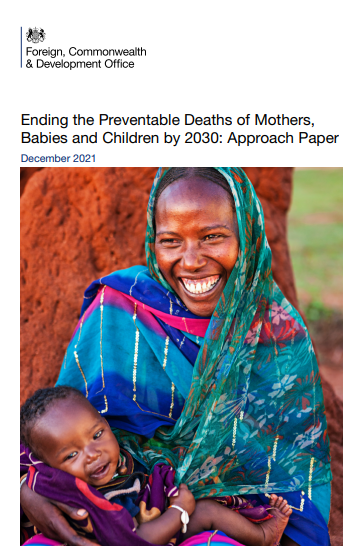 Foreign, Commonwealth
& Development Office
Ending the Preventable Deaths of Mothers,
Babies and Children by 2030: Approach Paper
December 2021